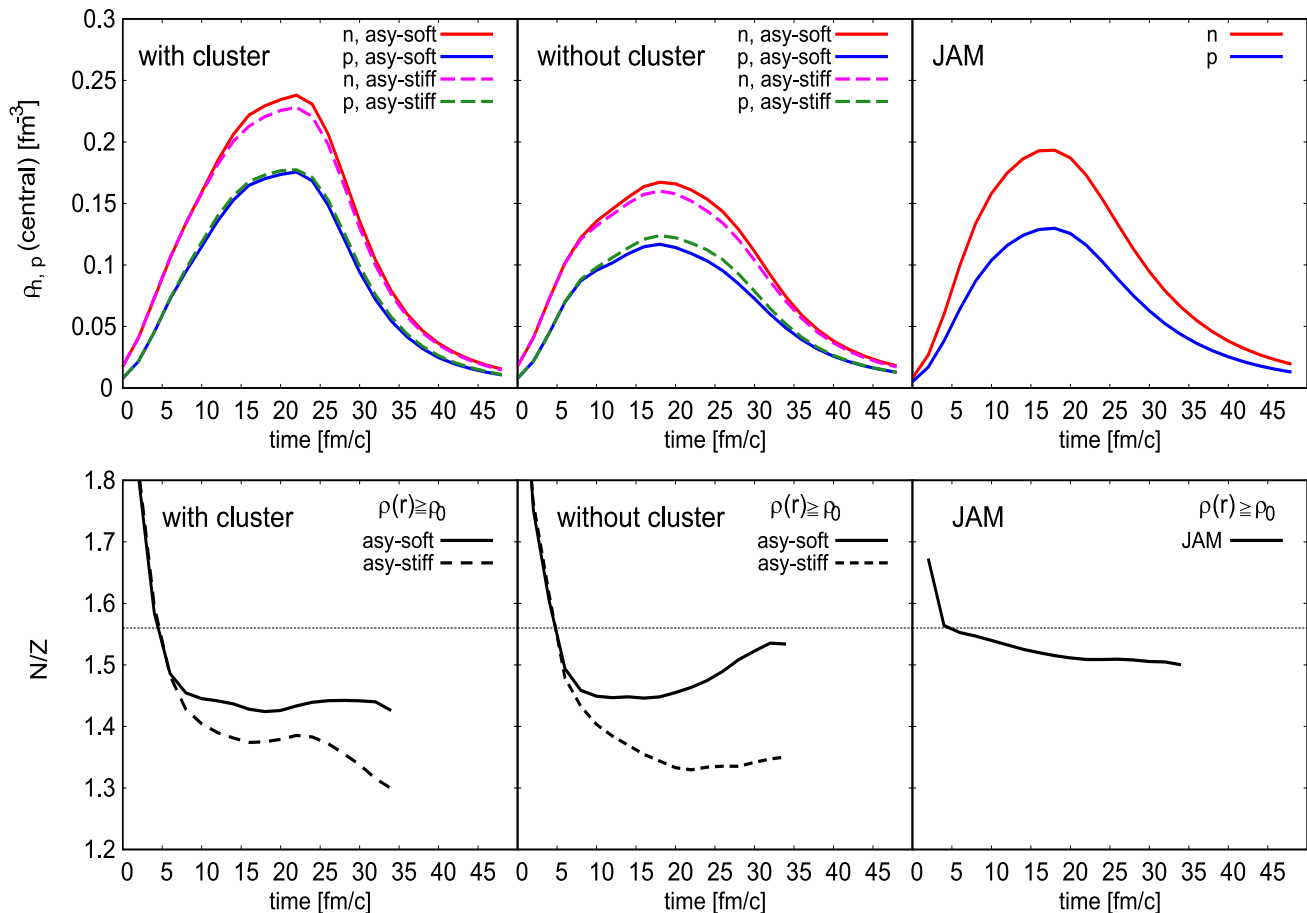 0.3
0.25
0.2
0.15
0.1
0.05
0
ρn, p (central) [fm-3]
with cluster
n, asy-soft
p, asy-soft
n, asy-stiff
p, asy-stiff
0 5 10 15 20 25 30 35 40 45
time [fm/c]
without cluster
n, asy-soft
p, asy-soft
n, asy-stiff
p, asy-stiff
0 5 10 15 20 25 30 35 40 45
time [fm/c]
JAM
n
p
0 5 10 15 20 25 30 35 40 45
time [fm/c]
1.8
1.7
1.6
1.5
1.4
1.3
1.2
N/Z
with cluster
ρ(r)≧ρ0
asy-soft
asy-stiff
0 5 10 15 20 25 30 35 40 45
time [fm/c]
without cluster
ρ(r)≧ρ0
asy-soft
asy-stiff
0 5 10 15 20 25 30 35 40 45
time [fm/c]
JAM
ρ(r)≧ρ0
JAM
0 5 10 15 20 25 30 35 40 45
time [fm/c]